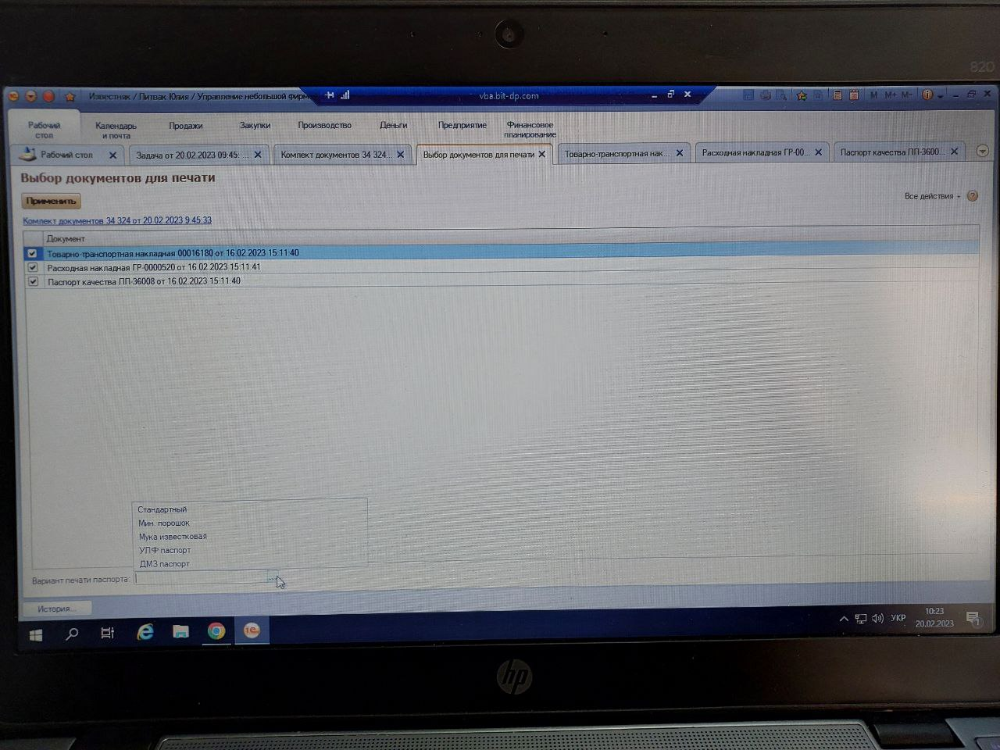 820
Известняк / Литвак Юлия / Управление небольшой фирм
vba.bit-dp.com
M M+ M-
Рабочий стол
Календарь и почта
Продажи
Закупки
Производство
Деньги
Предприятие
Финансовое планирование
Рабочий стол
Задача от 20.02.2023 09:45: ...
Комлект документов 34 324...
Выбор документов для печати
Товарно-транспортная нак...
Расходная накладная ГР-00...
Паспорт качества ПП-3600...
Выбор документов для печати
Применить
Все действия
Комлект документов 34 324 от 20.02.2023 9:45:33
Документ
Товарно-транспортная накладная 00016180 от 16.02.2023 15:11:40
Расходная накладная ГР-0000520 от 16.02.2023 15:11:41
Паспорт качества ПП-36008 от 16.02.2023 15:11:40
Стандартный
Мин. порошок
Мука известковая
УПФ паспорт
ДМЗ паспорт
Вариант печати паспорта:
История...
УКР
10:23
20.02.2023
1
hp